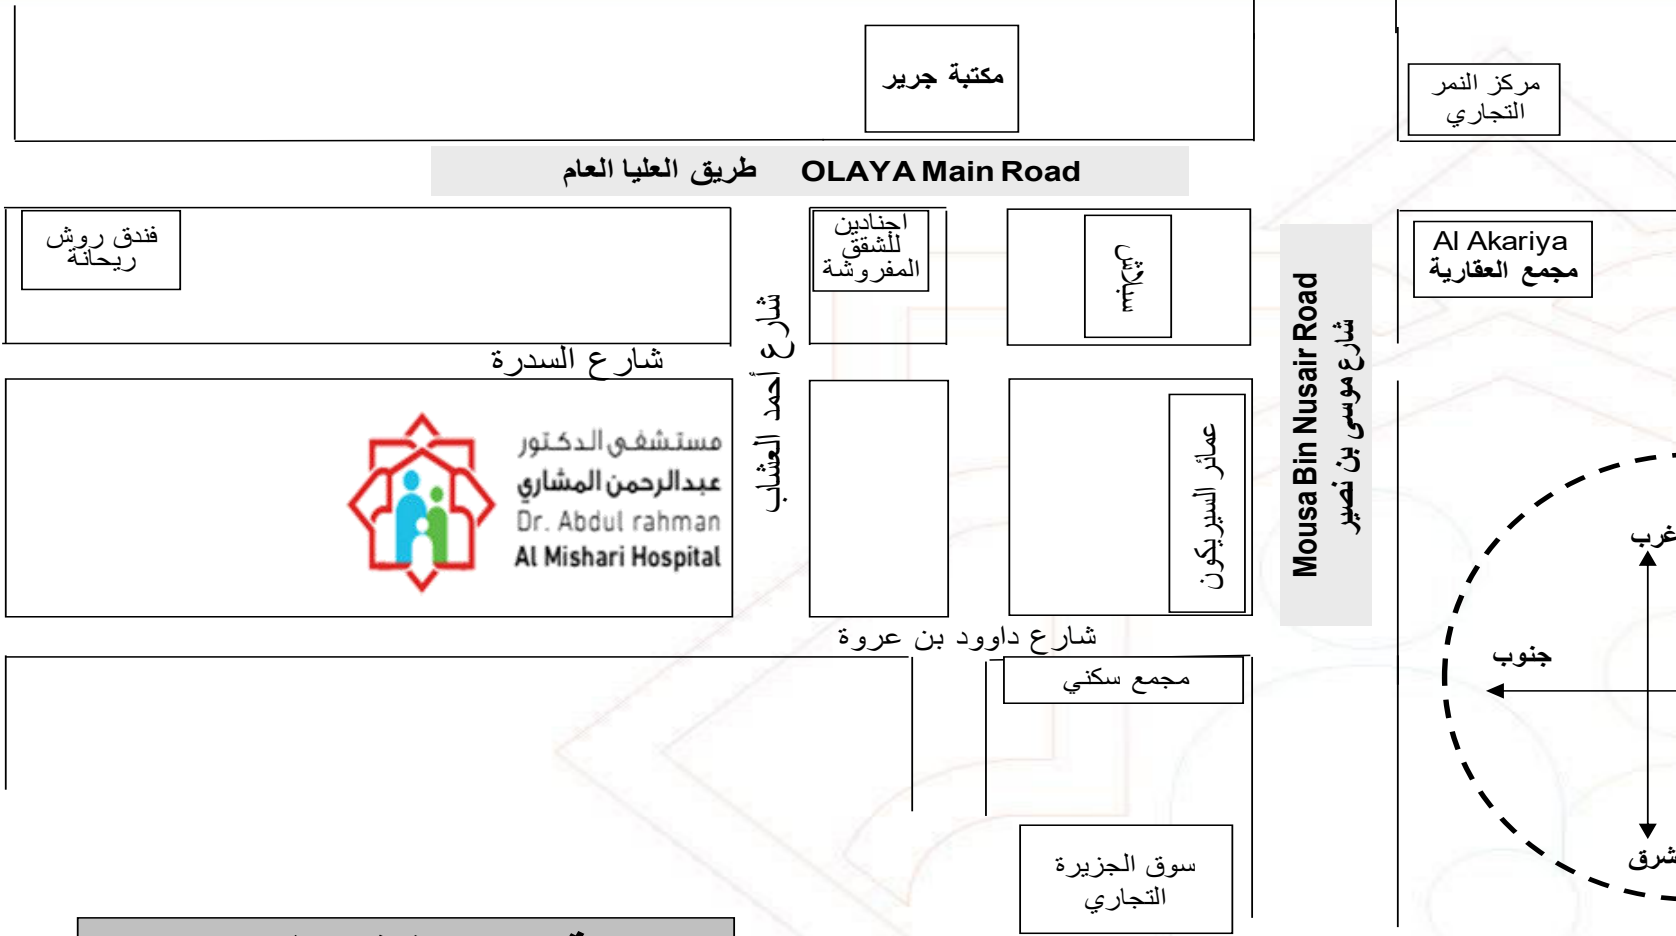 مكتبة جرير
مركز النمر
التجاري
طريق العليا العام OLAYA Main Road
فندق روش
ريحانة
اجنادين
للشقق
المفروشة
سبلاش
Al Akariya
مجمع العقارية
شارع أحمد العشاب
Mousa Bin Nusair Road
شارع موسى بن نصير
شارع السدرة
مستشفى الدكتور
عبدالرحمن المشاري
Dr. Abdul rahman
Al Mishari Hospital
عمائر السيريكون
غرب
جنوب
شرق
شارع داوود بن عروة
مجمع سكني
سوق الجزيرة
التجاري